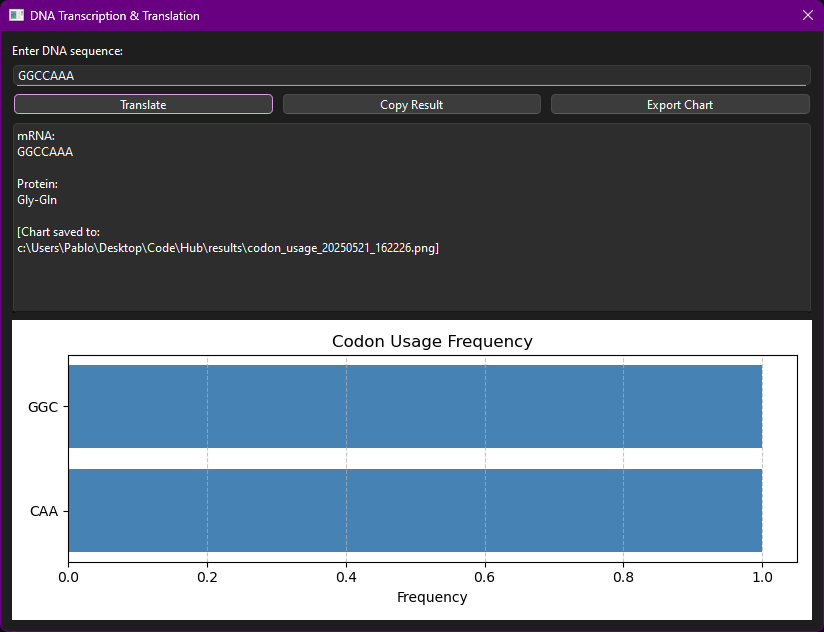 DNA Transcription & Translation
Enter DNA sequence:
GGCCAAA
Translate
Copy Result
Export Chart
mRNA:
GGCCAAA
Protein:
Gly-Gln
[Chart saved to:
c:\Users\Pablo\Desktop\Code\Hub\results\codon_usage_20250521_162226.png]
Codon Usage Frequency
GGC
CAA
0.0 0.2 0.4 0.6 0.8 1.0
Frequency